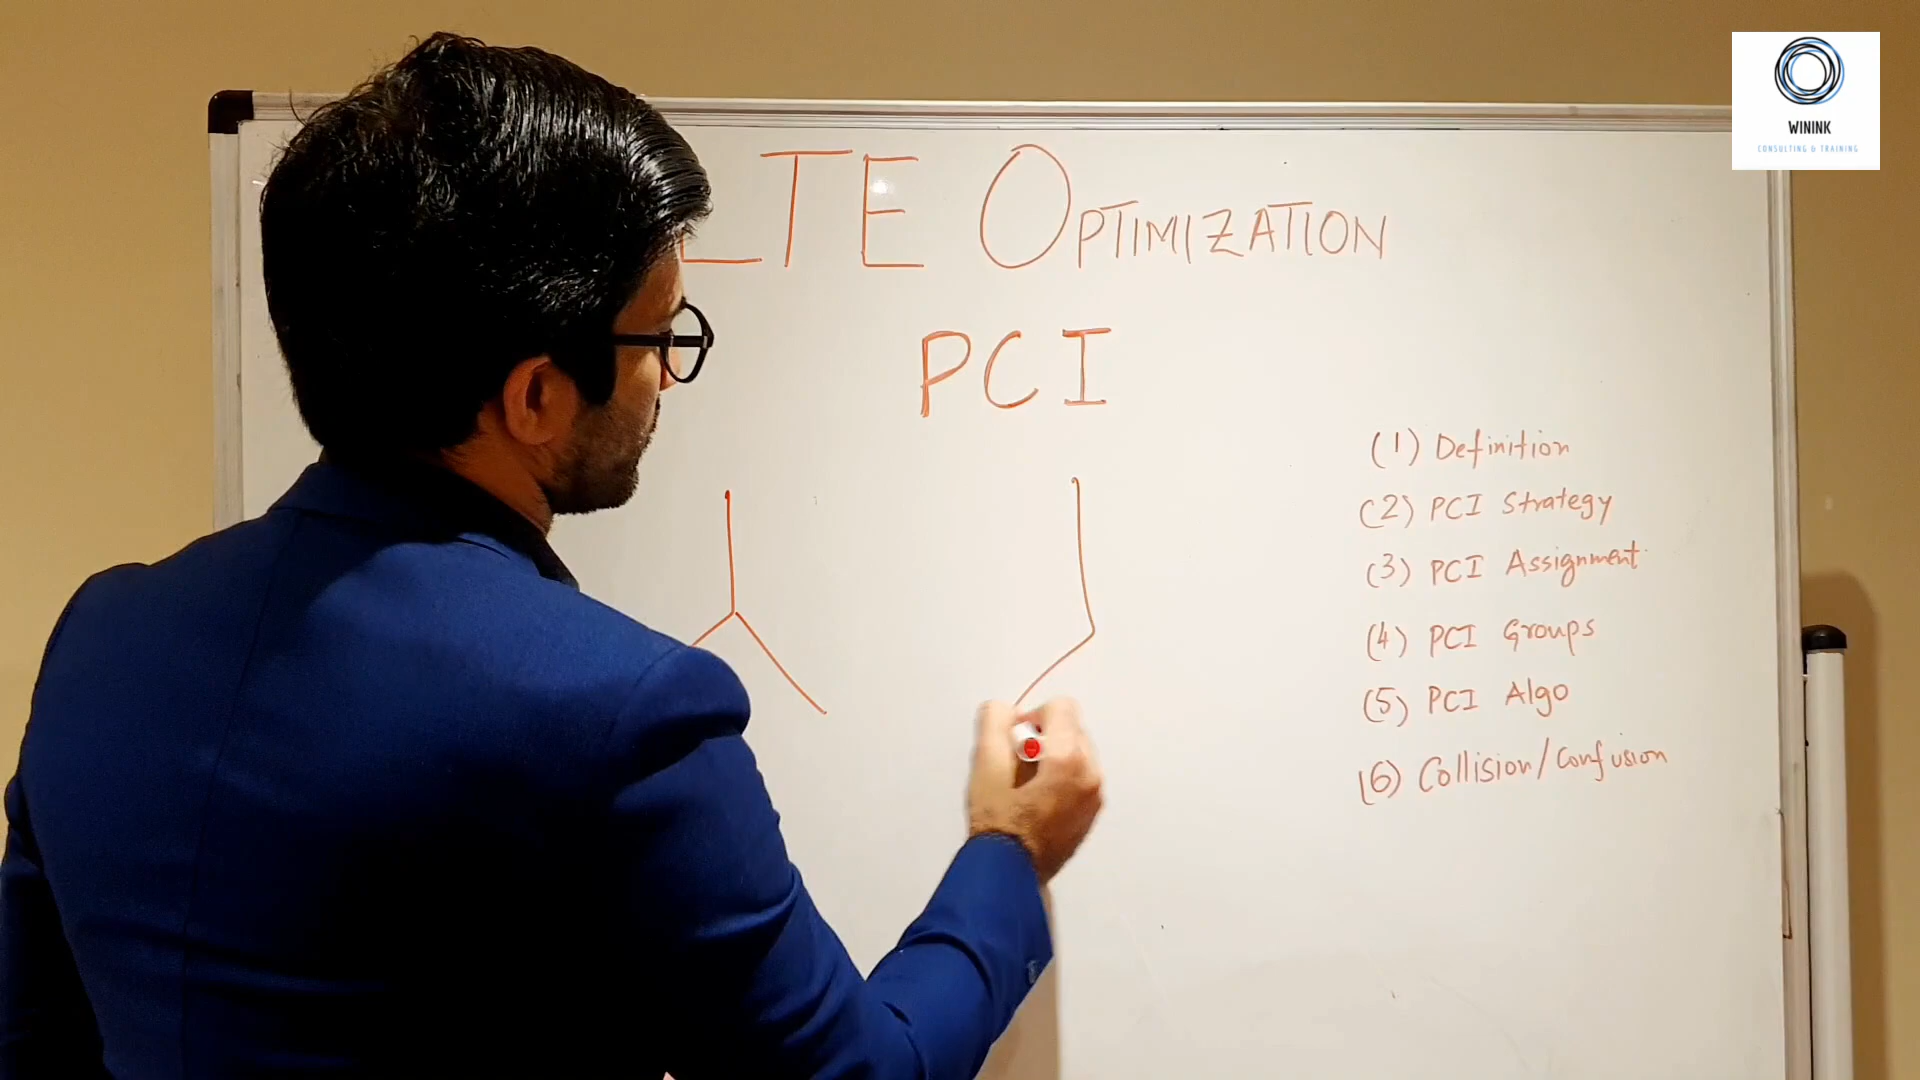 WININK
CONSULTING & TRAINING
LTE OPTIMIZATION
PCI
(1) Definition
(2) PCI Strategy
(3) PCI Assignment
(4) PCI Groups
(5) PCI Algo
(6) Collision/Confusion